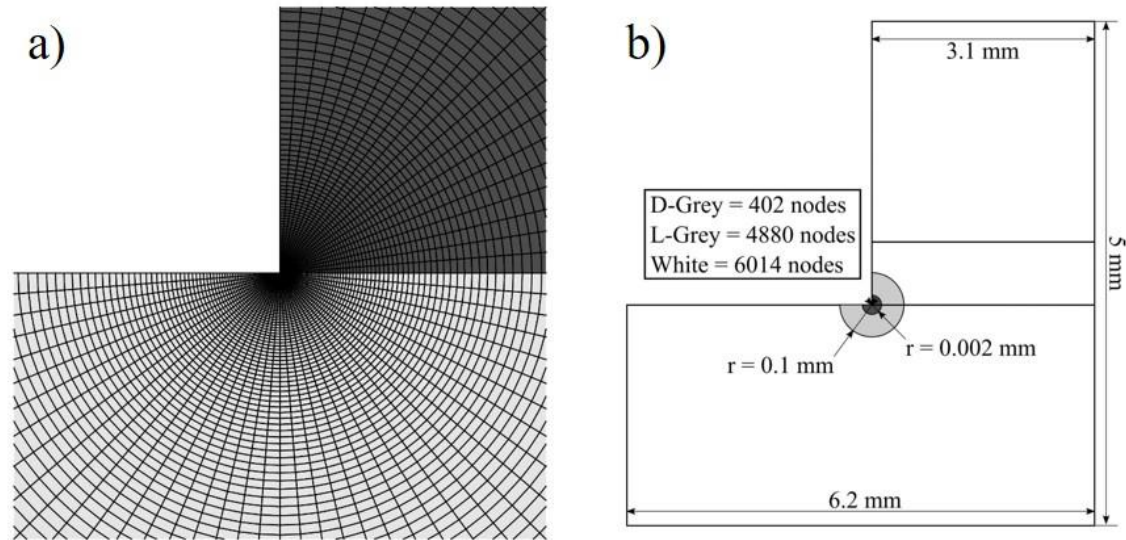 a)
b)
3.1 mm
D-Grey = 402 nodes
L-Grey = 4880 nodes
White = 6014 nodes
5 mm
r = 0.002 mm
r = 0.1 mm
6.2 mm